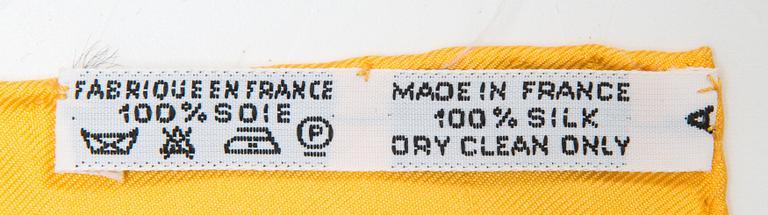 FABRIQUE EN FRANCE
100% SOIE
P
MADE IN FRANCE
100% SILK
DRY CLEAN ONLY
A